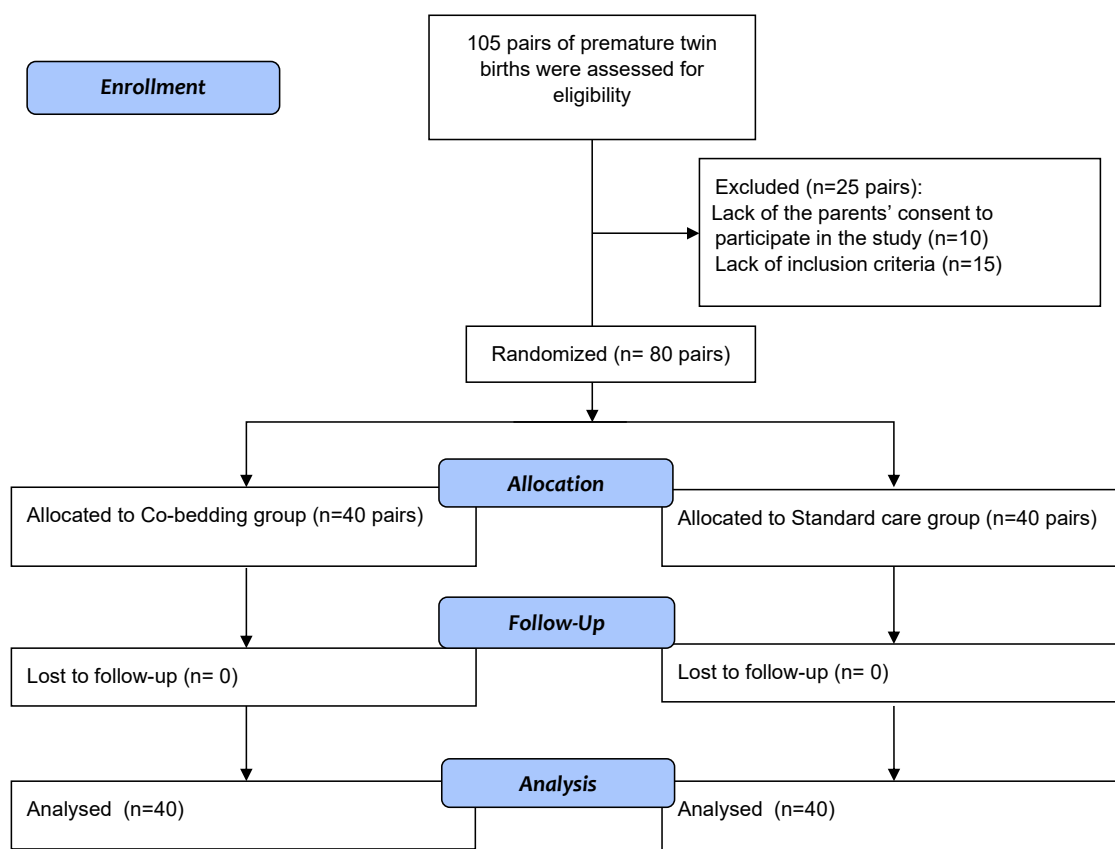 105 pairs of premature twin
births were assessed for
eligibility
Enrollment
Excluded (n=25 pairs):
Lack of the parents’ consent to
participate in the study (n=10)
Lack of inclusion criteria (n=15)
Randomized (n= 80 pairs)
Allocation
Allocated to Co-bedding group (n=40 pairs)
Allocated to Standard care group (n=40 pairs)
Follow-Up
Lost to follow-up (n= 0)
Lost to follow-up (n= 0)
Analysis
Analysed  (n=40)
Analysed  (n=40)